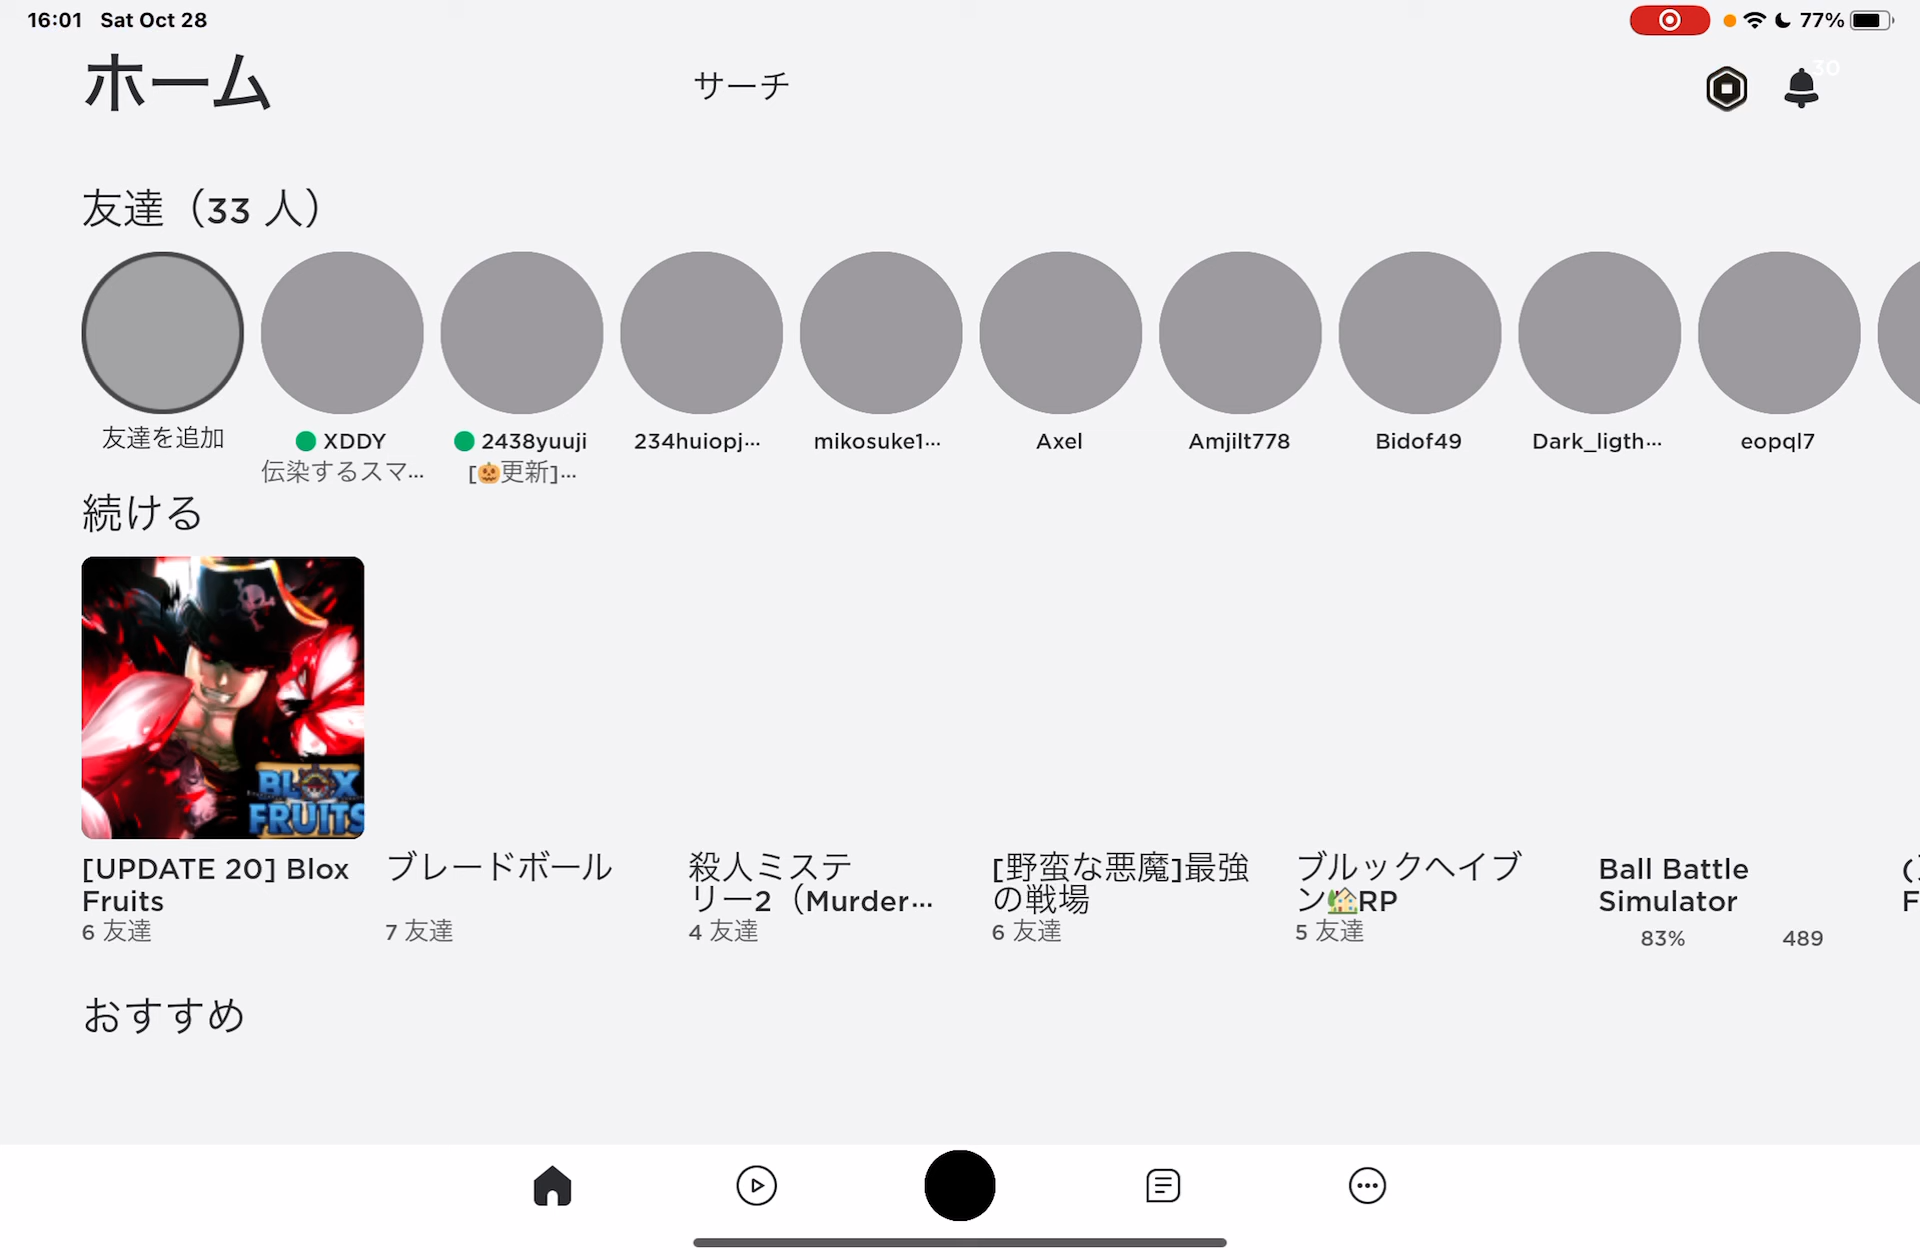 16:01 Sat Oct 28
77%
ホーム
サーチ
30
友達（33 人）
友達を追加
XDDY
2438yuuji
234huiopj…
mikosuke1…
Axel
Amjilt778
Bidof49
Dark_ligth…
eopql7
伝染するスマ…
[🎃更新]…
続ける
BLOX
FRUITS
[UPDATE 20] Blox
Fruits
6 友達
ブレードボール
7 友達
殺人ミステ
リー2（Murder…
4 友達
[野蛮な悪魔]最強
の戦場
6 友達
ブルックヘイブ
ン🏡RP
5 友達
Ball Battle
Simulator
83% 489
おすすめ